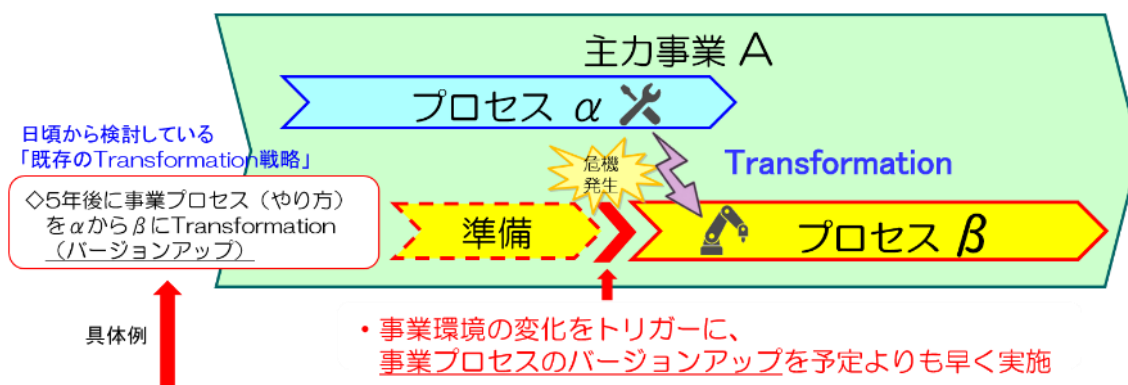 主力事業 A
プロセス α
日頃から検討している
「既存のTransformation戦略」
危機
発生
Transformation
◇5年後に事業プロセス（やり方）
をαからβにTransformation
（バージョンアップ）
準備
プロセス β
具体例
・事業環境の変化をトリガーに、
事業プロセスのバージョンアップを予定よりも早く実施